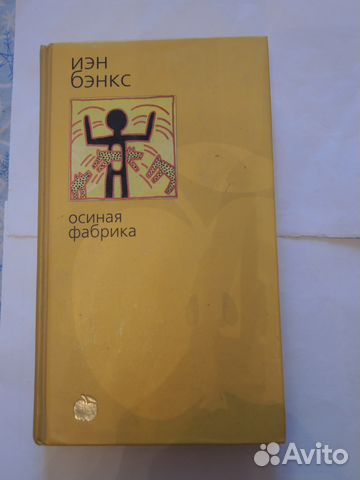 иэн
бэнкс
осиная
фабрика
Avito